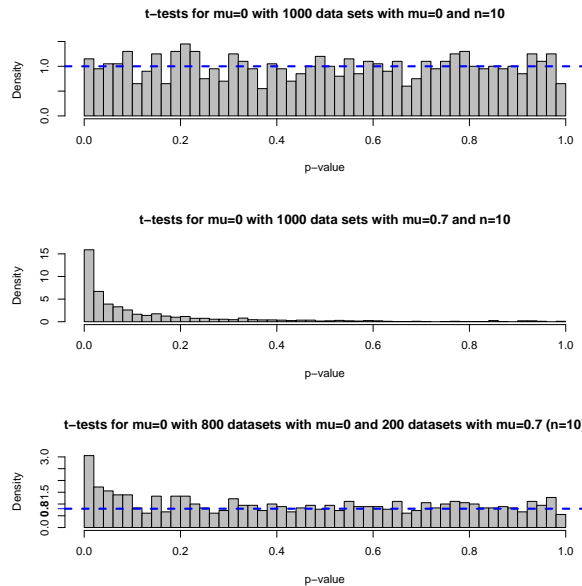 t−tests for mu=0 with 1000 data sets with mu=0 and n=10
Density
1.0
0.0
0.0 0.2 0.4 0.6 0.8 1.0
p−value
t−tests for mu=0 with 1000 data sets with mu=0.7 and n=10
Density
15
10
5
0
0.0 0.2 0.4 0.6 0.8 1.0
p−value
t−tests for mu=0 with 800 datasets with mu=0 and 200 datasets with mu=0.7 (n=10)
Density
3.0
1.5
0.8
0.0
0.0 0.2 0.4 0.6 0.8 1.0
p−value